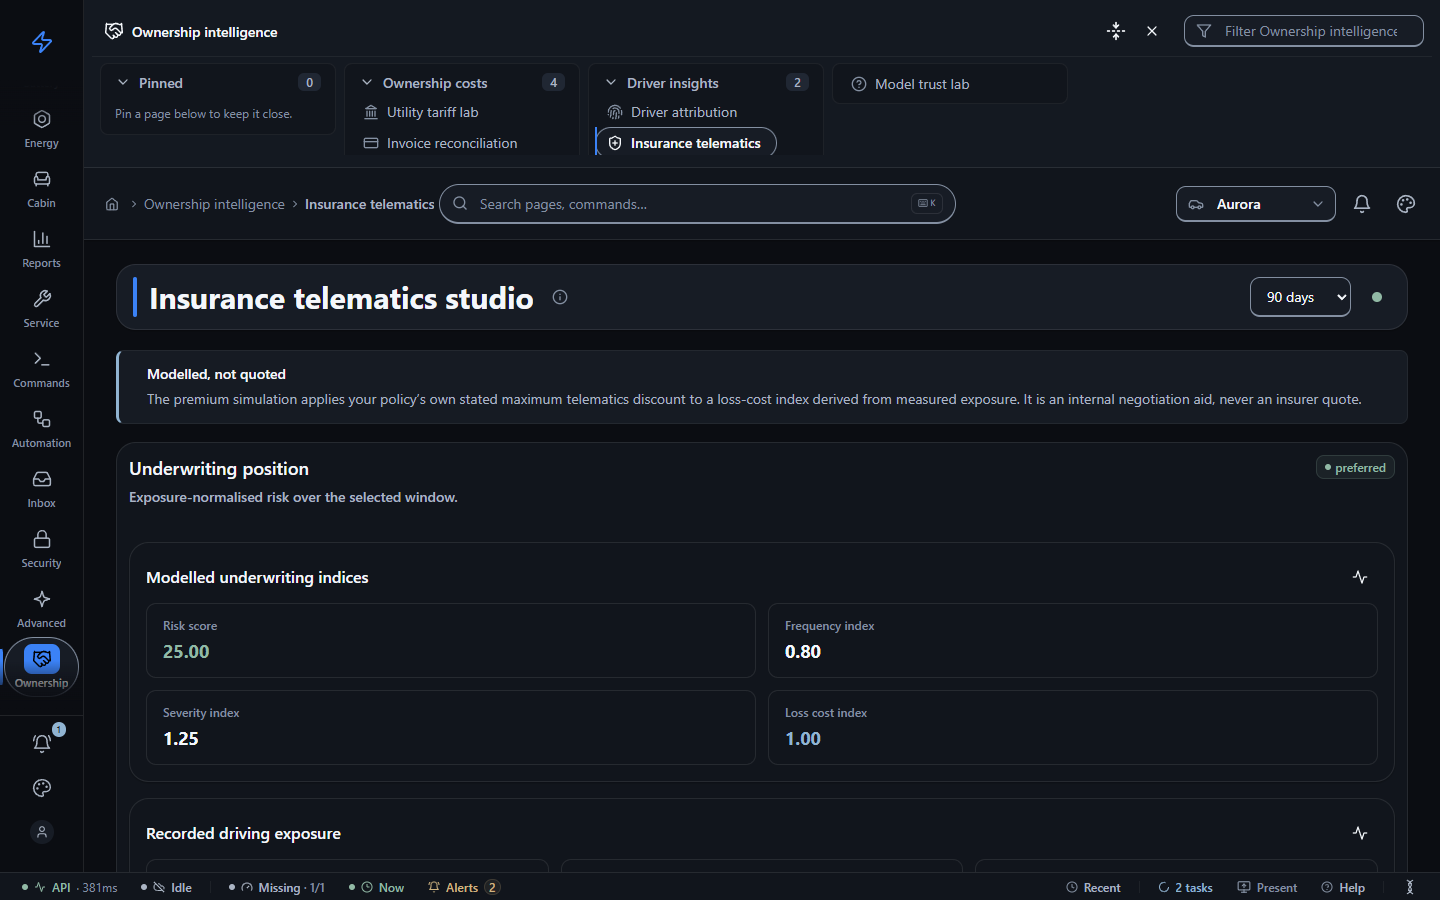 Ownership intelligence
Filter Ownership intelligence
Pinned 0
Pin a page below to keep it close.
Ownership costs 4
Utility tariff lab
Invoice reconciliation
Driver insights 2
Driver attribution
Insurance telematics
Model trust lab
Energy
Cabin
Reports
Service
Commands
Automation
Inbox
Security
Advanced
Ownership
1
Ownership intelligence
Insurance telematics
Search pages, commands...
K
Aurora
Insurance telematics studio
90 days
Modelled, not quoted
The premium simulation applies your policy’s own stated maximum telematics discount to a loss-cost index derived from measured exposure. It is an internal negotiation aid, never an insurer quote.
Underwriting position
preferred
Exposure-normalised risk over the selected window.
Modelled underwriting indices
Risk score
25.00
Frequency index
0.80
Severity index
1.25
Loss cost index
1.00
Recorded driving exposure
API · 381ms
Idle
Missing · 1/1
Now
Alerts 2
Recent
2 tasks
Present
Help